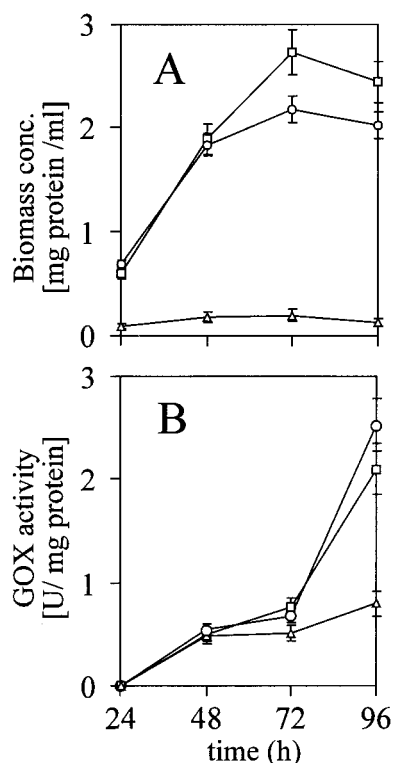 3
A
2
1
0
Biomass conc.
[mg protein /ml]
3
B
2
1
0
GOX activity
[U/ mg protein]
24 48 72 96
time (h)